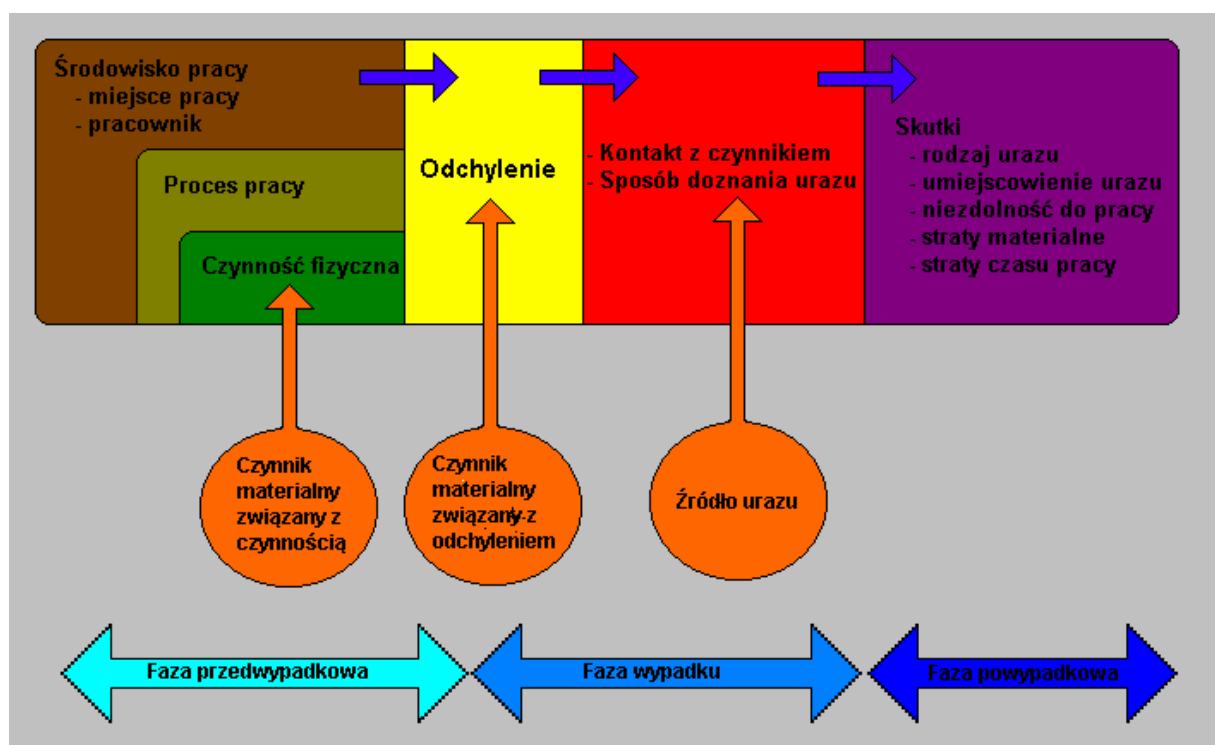 Środowisko pracy
- miejsce pracy
- pracownik
Proces pracy
Czynność fizyczna
Odchylenie
- Kontakt z czynnikiem
- Sposób doznania urazu
Skutki
- rodzaj urazu
- umiejscowienie urazu
- niezdolność do pracy
- straty materialne
- straty czasu pracy
Czynnik
materialny
związany z
czynnością
Czynnik
materialny
związany z
odchyleniem
Źródło urazu
Faza przedwypadkowa
Faza wypadku
Faza powypadkowa